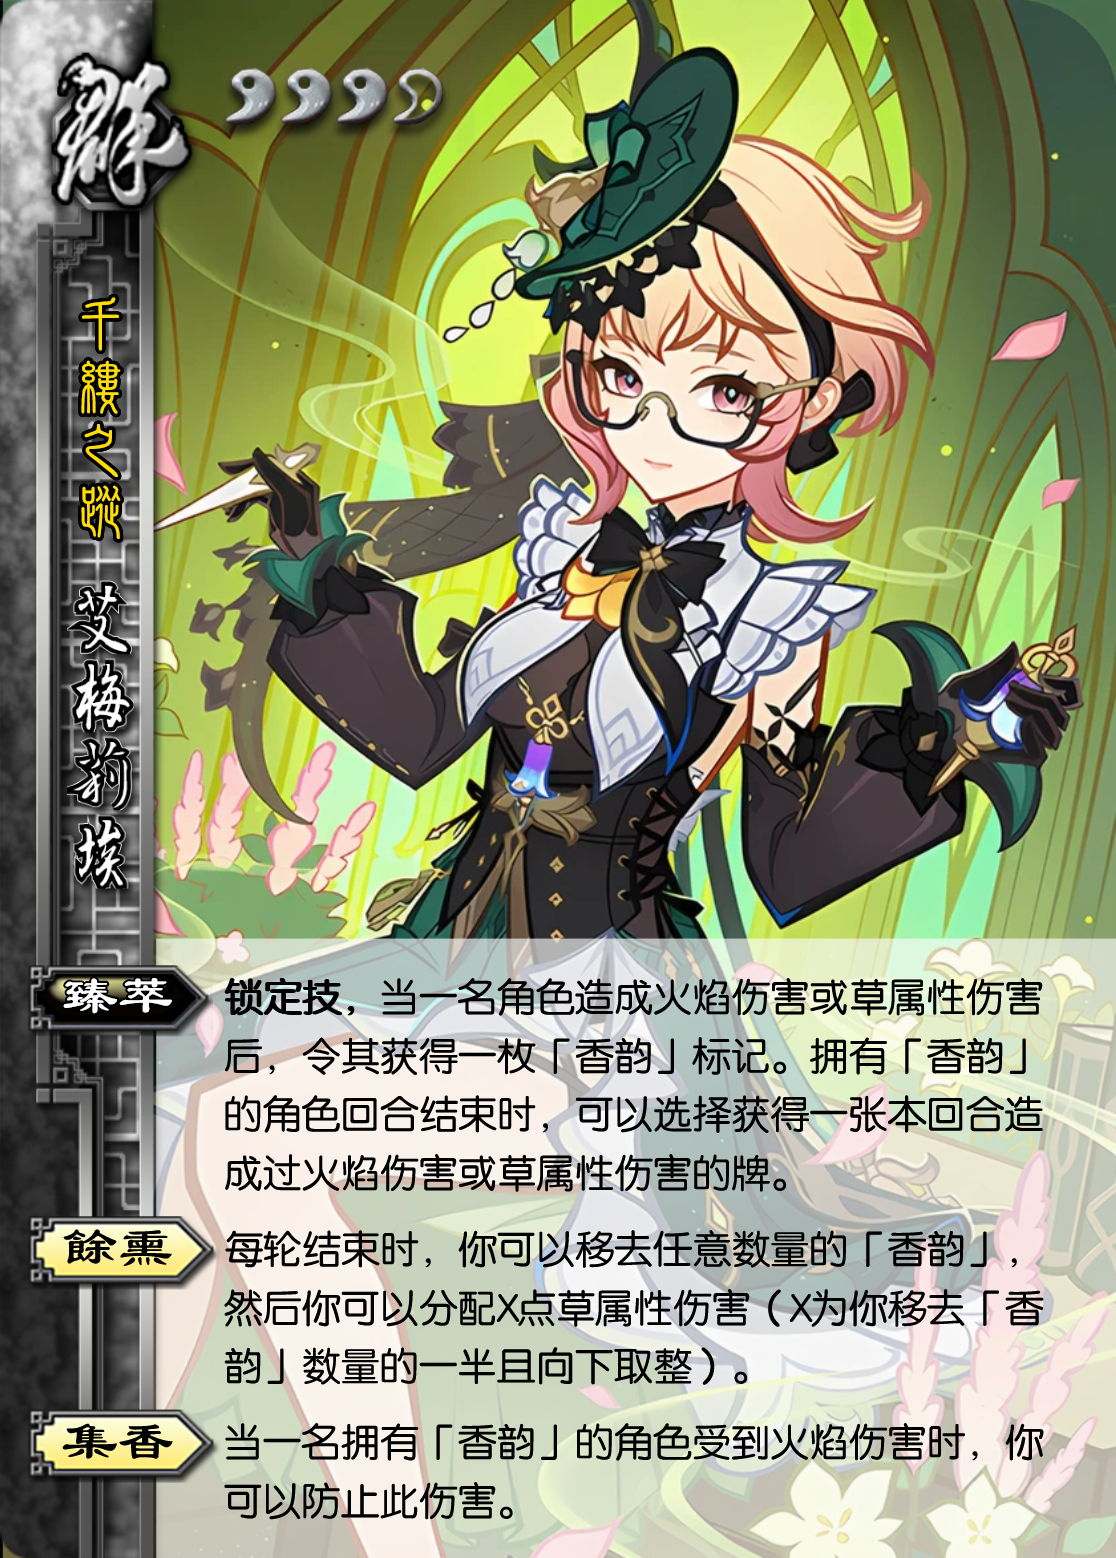 群
千縷之蹤
艾梅莉埃
臻萃
锁定技，当一名角色造成火焰伤害或草属性伤害
后，令其获得一枚「香韵」标记。拥有「香韵」
的角色回合结束时，可以选择获得一张本回合造
成过火焰伤害或草属性伤害的牌。
餘熏
每轮结束时，你可以移去任意数量的「香韵」，
然后你可以分配X点草属性伤害（X为你移去「香
韵」数量的一半且向下取整）。
集香
当一名拥有「香韵」的角色受到火焰伤害时，你
可以防止此伤害。